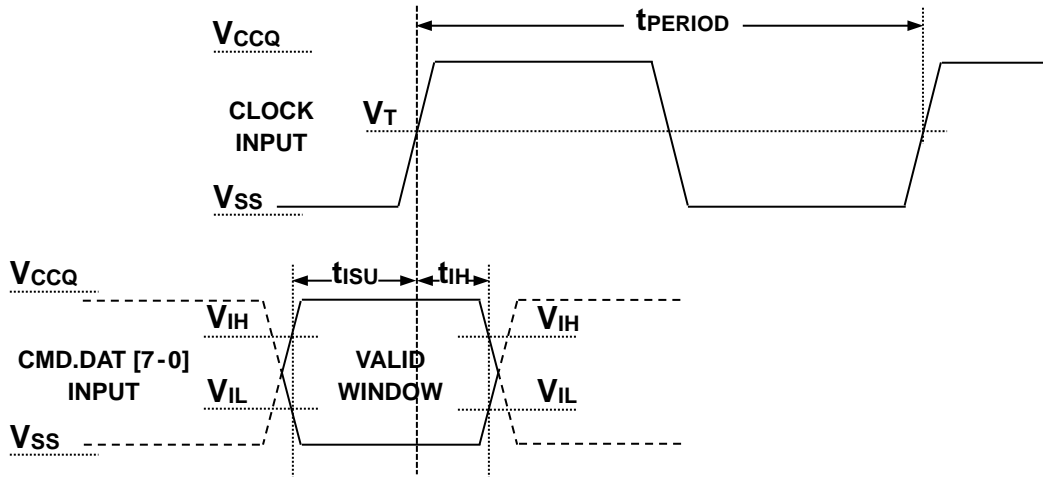 VCCQ
tPERIOD
CLOCK
INPUT
VT
VSS
VCCQ
tISU
tIH
VIH
VIH
CMD.DAT [7-0]
INPUT
VALID
WINDOW
VIL
VIL
VSS